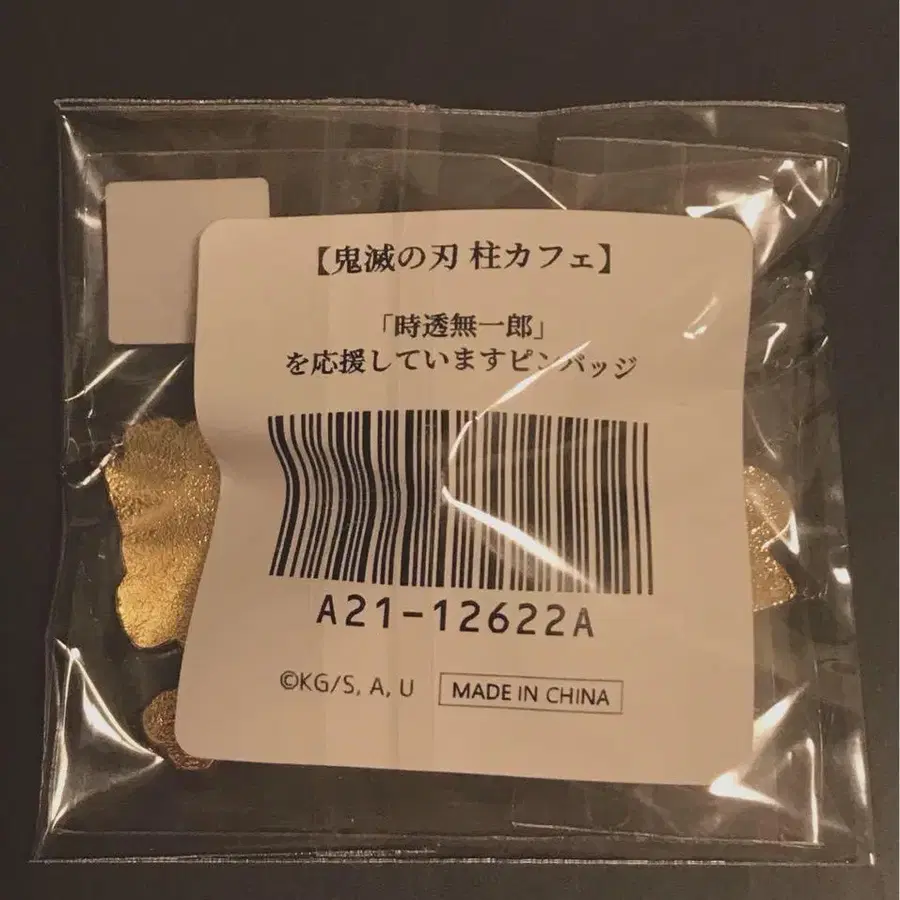 【鬼滅の刃 柱カフェ】
「時透無一郎」
を応援していますピンバッジ
A21-12622A
©KG/S, A, U
MADE IN CHINA